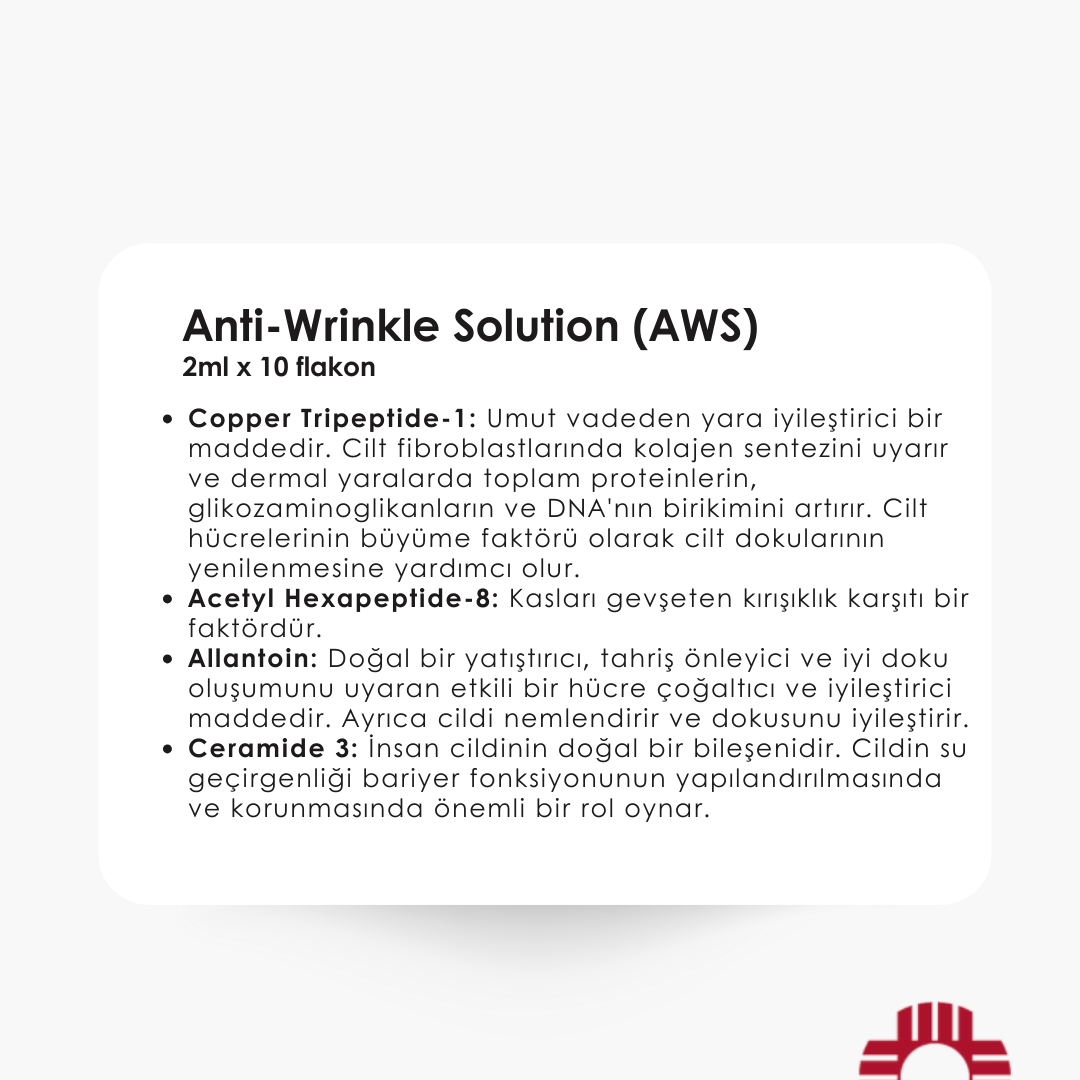 Anti-Wrinkle Solution (AWS)
2ml x 10 flakon
• Copper Tripeptide-1: Umut vadeden yara iyileştirici bir
maddedir. Cilt fibroblastlarında kolajen sentezini uyarır
ve dermal yaralarda toplam proteinlerin,
glikozaminoglikanların ve DNA'nın birikimini artırır. Cilt
hücrelerinin büyüme faktörü olarak cilt dokularının
yenilenmesine yardımcı olur.
• Acetyl Hexapeptide-8: Kasları gevşeten kırışıklık karşıtı bir
faktördür.
• Allantoin: Doğal bir yatıştırıcı, tahriş önleyici ve iyi doku
oluşumunu uyaran etkili bir hücre çoğaltıcı ve iyileştirici
maddedir. Ayrıca cildi nemlendirir ve dokusunu iyileştirir.
• Ceramide 3: İnsan cildinin doğal bir bileşenidir. Cildin su
geçirgenliği bariyer fonksiyonunun yapılandırılmasında
ve korunmasında önemli bir rol oynar.